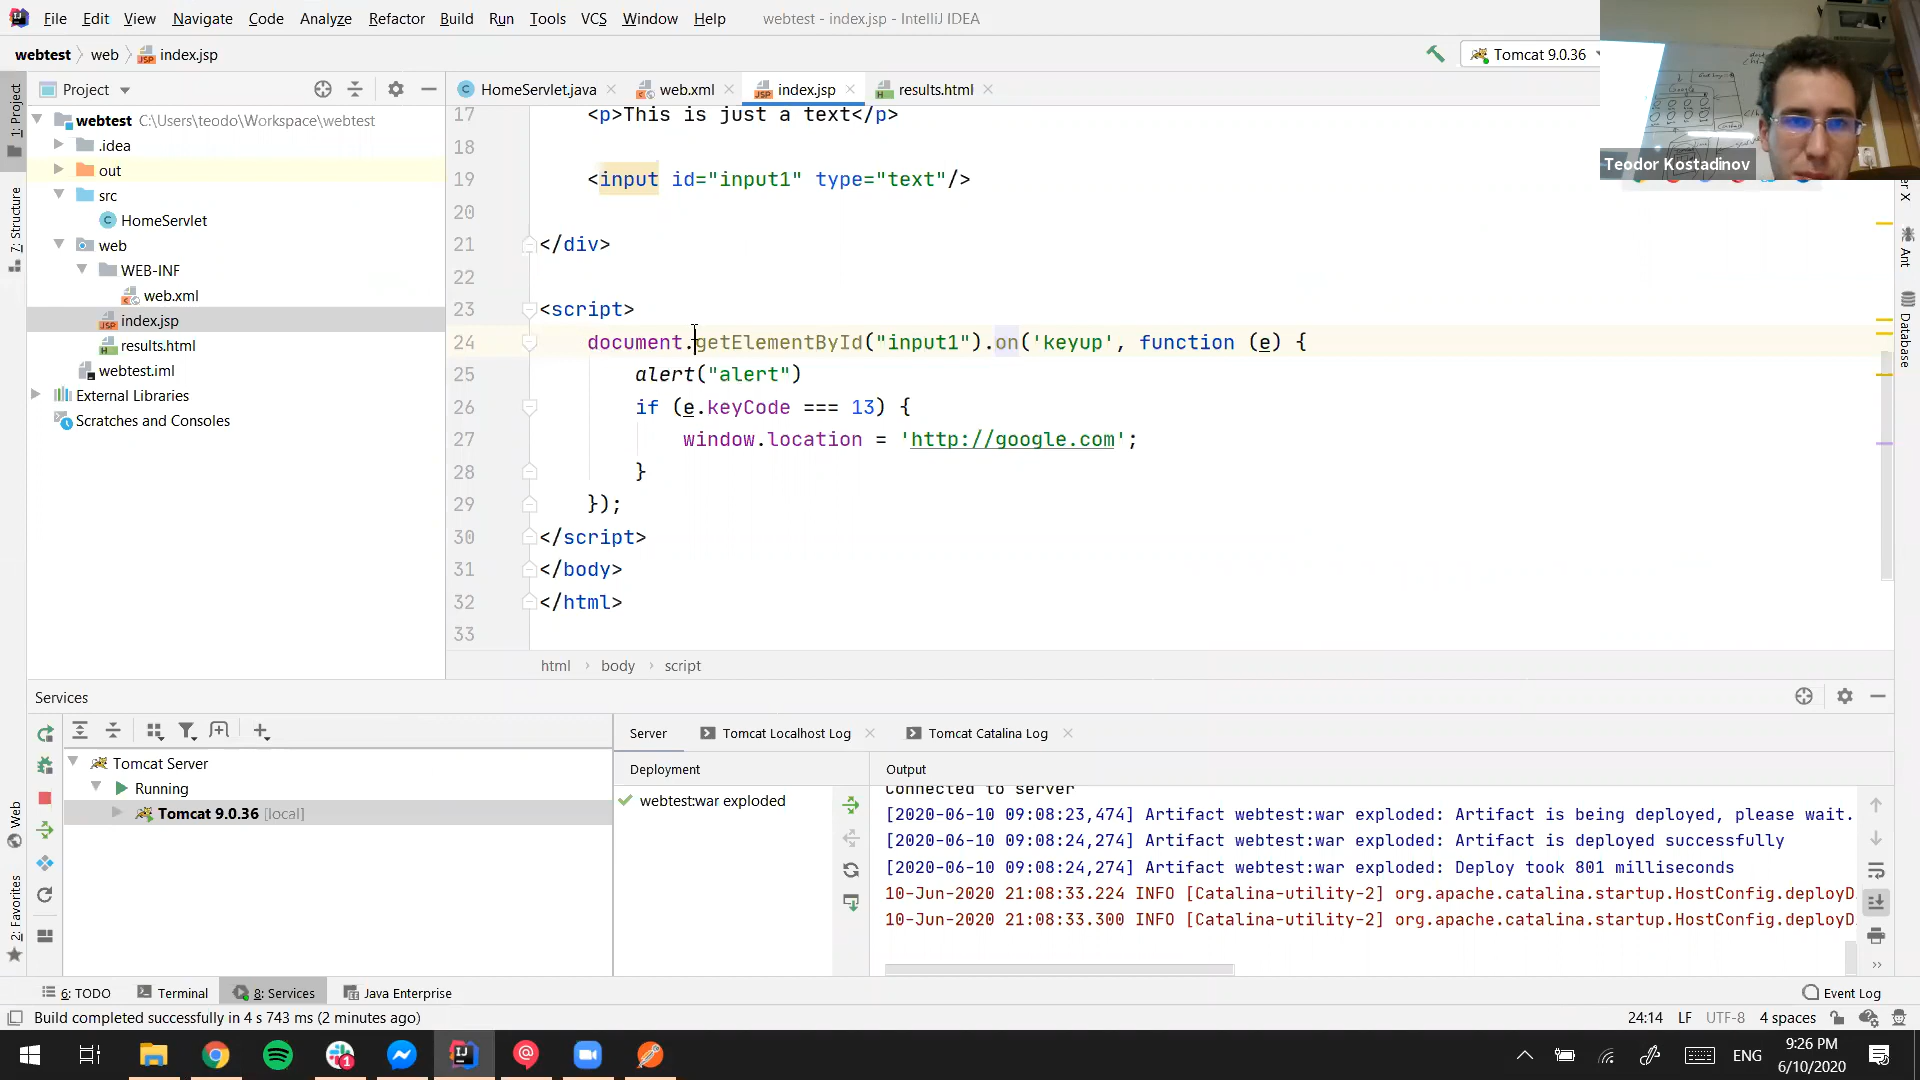 File Edit View Navigate Code Analyze Refactor Build Run Tools VCS Window Help webtest - index.jsp - IntelliJ IDEA
webtest web index.jsp Tomcat 9.0.36
Project HomeServlet.java web.xml index.jsp results.html
1: Project
7: Structure
Web
2: Favorites
webtest C:\Users\teodo\Workspace\webtest
.idea
out
src
HomeServlet
web
WEB-INF
web.xml
index.jsp
results.html
webtest.iml
External Libraries
Scratches and Consoles
17 <p>This is just a text</p>
18
19 <input id="input1" type="text"/>
20
21 </div>
22
23 <script>
24 document.getElementById("input1").on('keyup', function (e) {
25 alert("alert")
26 if (e.keyCode === 13) {
27 window.location = 'http://google.com';
28 }
29 });
30 </script>
31 </body>
32 </html>
33
html body script
Teodor Kostadinov
Ant
Database
Services
Tomcat Server
Running
Tomcat 9.0.36 [local]
Server Tomcat Localhost Log Tomcat Catalina Log
Deployment Output
webtest:war exploded
Connected to server
[2020-06-10 09:08:23,474] Artifact webtest:war exploded: Artifact is being deployed, please wait.
[2020-06-10 09:08:24,274] Artifact webtest:war exploded: Artifact is deployed successfully
[2020-06-10 09:08:24,274] Artifact webtest:war exploded: Deploy took 801 milliseconds
10-Jun-2020 21:08:33.224 INFO [Catalina-utility-2] org.apache.catalina.startup.HostConfig.deployD
10-Jun-2020 21:08:33.300 INFO [Catalina-utility-2] org.apache.catalina.startup.HostConfig.deployD
6: TODO Terminal 8: Services Java Enterprise Event Log
Build completed successfully in 4 s 743 ms (2 minutes ago) 24:14 LF UTF-8 4 spaces
1
ENG
9:26 PM
6/10/2020